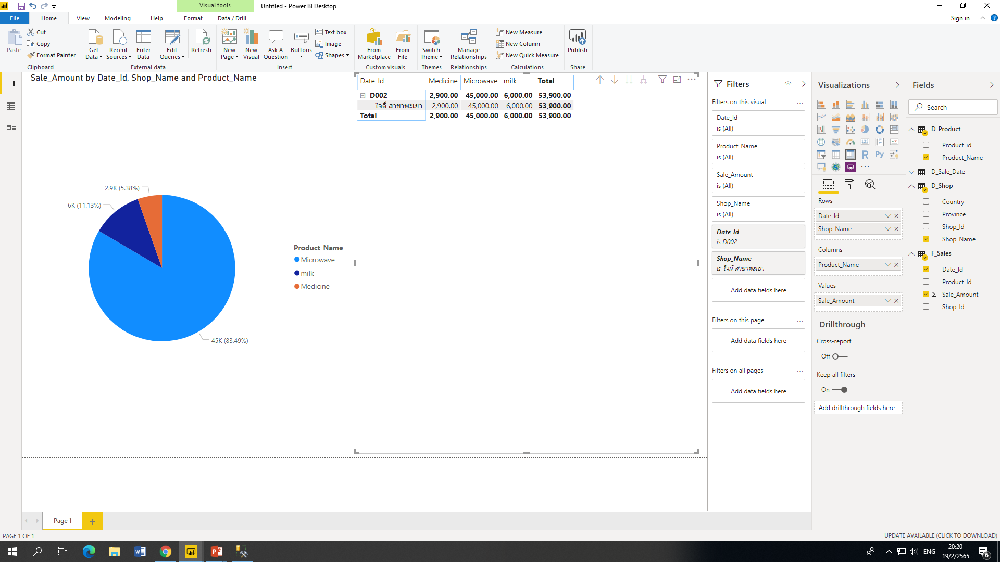 Visual tools
Untitled - Power BI Desktop
File Home View Modeling Help Format Data / Drill
Sign in
Paste
Cut
Copy
Format Painter
Clipboard
Get Data
Recent Sources
Enter Data
Edit Queries
Refresh
External data
New Page
New Visual
Ask A Question
Buttons
Text box
Image
Shapes
Insert
From Marketplace
From File
Custom visuals
Switch Theme
Themes
Manage Relationships
Relationships
New Measure
New Column
New Quick Measure
Calculations
Publish
Share
Sale_Amount by Date_Id, Shop_Name and Product_Name
2.9K (5.38%)
6K (11.13%)
45K (83.49%)
Product_Name
Microwave
milk
Medicine
Date_Id Medicine Microwave milk Total
D002 2,900.00 45,000.00 6,000.00 53,900.00
ใจดี สาขาพะเยา 2,900.00 45,000.00 6,000.00 53,900.00
Total 2,900.00 45,000.00 6,000.00 53,900.00
Filters
Filters on this visual
Date_Id
is (All)
Product_Name
is (All)
Sale_Amount
is (All)
Shop_Name
is (All)
Date_Id
is D002
Shop_Name
is ใจดี สาขาพะเยา
Add data fields here
Filters on this page
Add data fields here
Filters on all pages
Add data fields here
Visualizations
R Py
123
Rows
Date_Id
Shop_Name
Columns
Product_Name
Values
Sale_Amount
Drillthrough
Cross-report
Off
Keep all filters
On
Add drillthrough fields here
Fields
Search
D_Product
Product_id
Product_Name
D_Sale_Date
D_Shop
Country
Province
Shop_Id
Shop_Name
F_Sales
Date_Id
Product_Id
Σ Sale_Amount
Shop_Id
Page 1
PAGE 1 OF 1
UPDATE AVAILABLE (CLICK TO DOWNLOAD)
ENG
20:20
19/2/2565
6